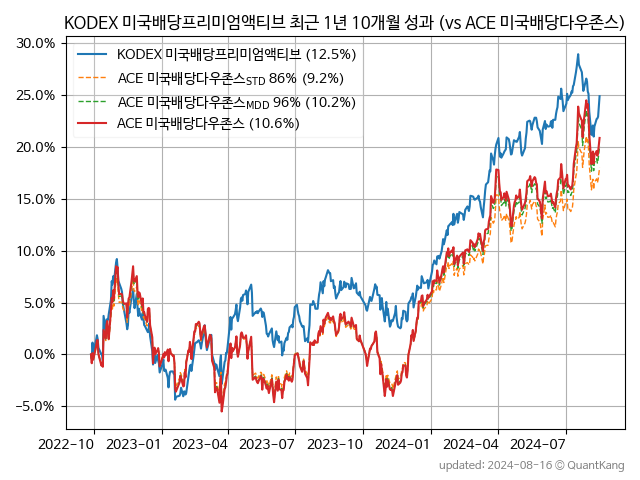 KODEX 미국배당프리미엄액티브 최근 1년 10개월 성과 (vs ACE 미국배당다우존스)
30.0%
25.0%
20.0%
15.0%
10.0%
5.0%
0.0%
−5.0%
KODEX 미국배당프리미엄액티브 (12.5%)
ACE 미국배당다우존스STD 86% (9.2%)
ACE 미국배당다우존스MDD 96% (10.2%)
ACE 미국배당다우존스 (10.6%)
2022-10 2023-01 2023-04 2023-07 2023-10 2024-01 2024-04 2024-07
updated: 2024-08-16 © QuantKang